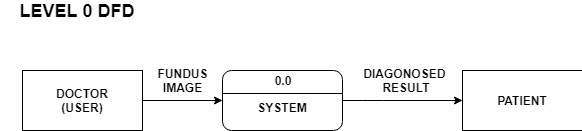 LEVEL 0 DFD
DOCTOR
(USER)
FUNDUS
IMAGE
0.0
SYSTEM
DIAGONOSED
RESULT
PATIENT